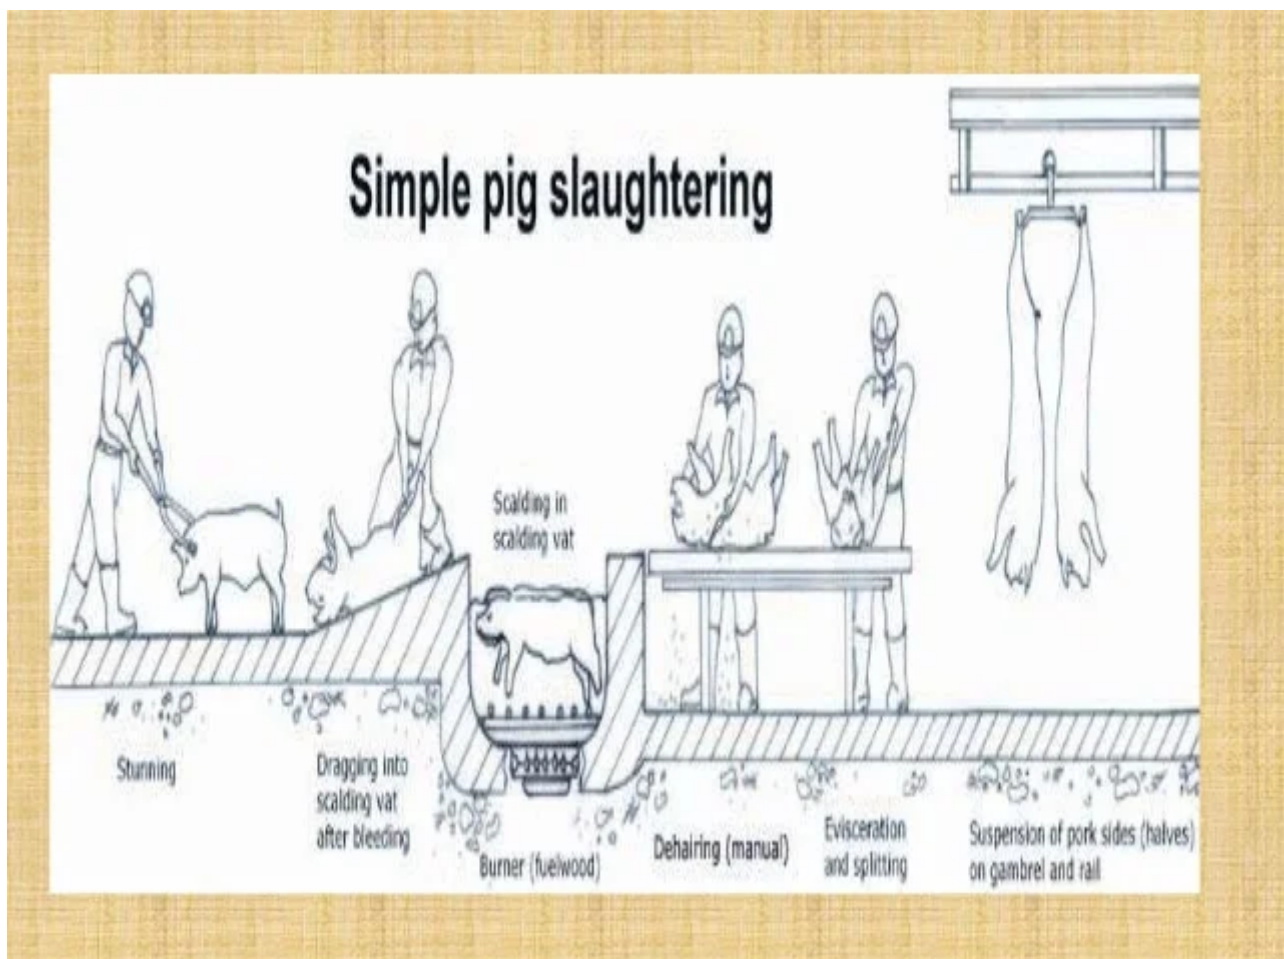 Simple pig slaughtering
Stunning
Dragging into
scalding vat
after bleeding
Scalding in
scalding vat
Burner (fuelwood)
Dehairing (manual)
Evisceration
and splitting
Suspension of pork sides (halves)
on gambrel and rail